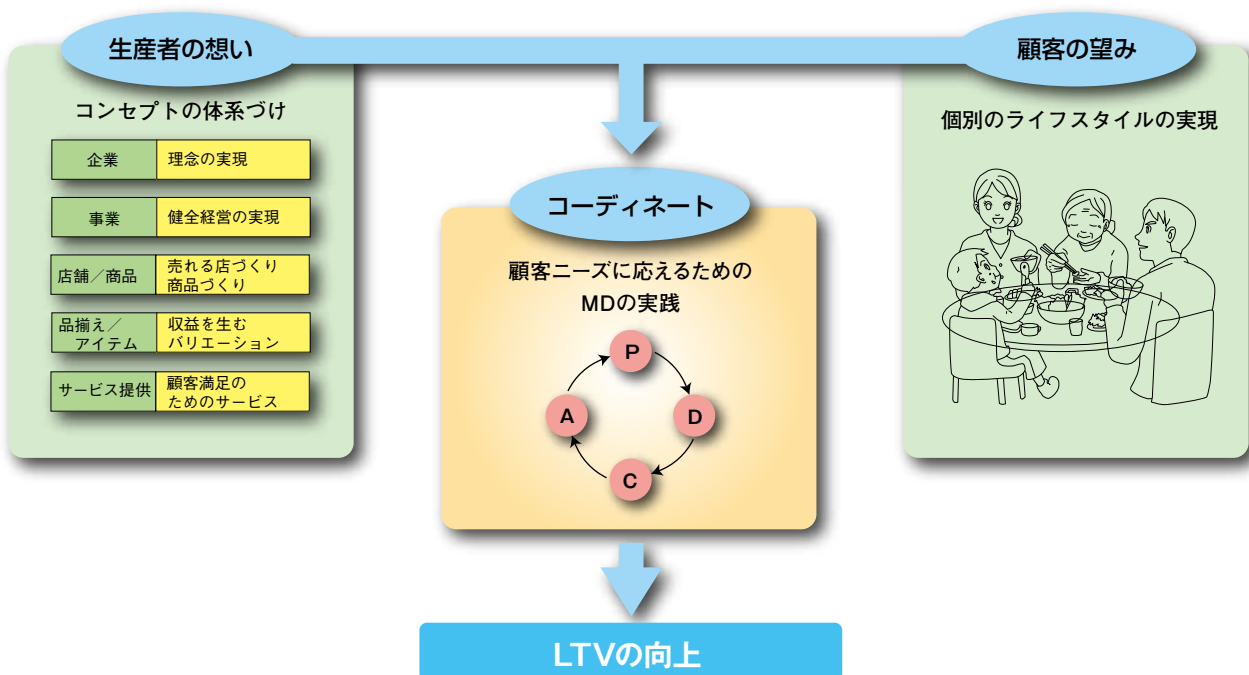 生産者の想い
コンセプトの体系づけ
企業
理念の実現
事業
健全経営の実現
店舗／商品
売れる店づくり
商品づくり
品揃え／
アイテム
収益を生む
バリエーション
サービス提供
顧客満足の
ためのサービス
コーディネート
顧客ニーズに応えるための
MDの実践
P
D
C
A
顧客の望み
個別のライフスタイルの実現
LTVの向上